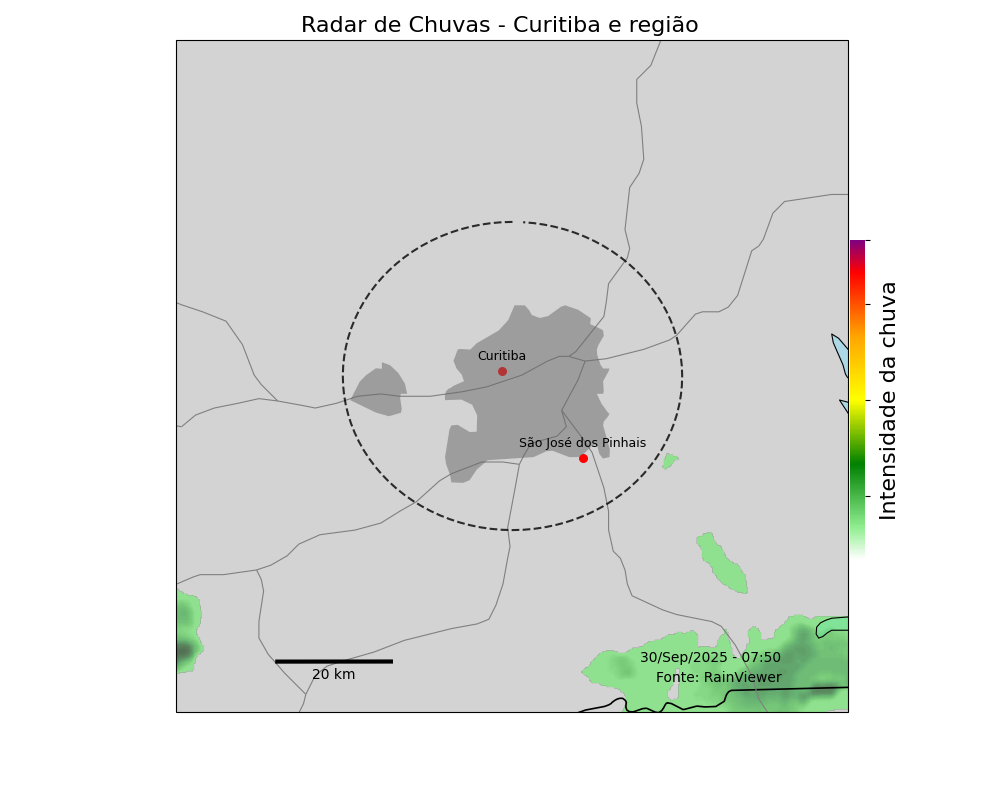 Radar de Chuvas - Curitiba e região
Curitiba
São José dos Pinhais
Intensidade da chuva
30/Sep/2025 - 07:50
Fonte: RainViewer
20 km